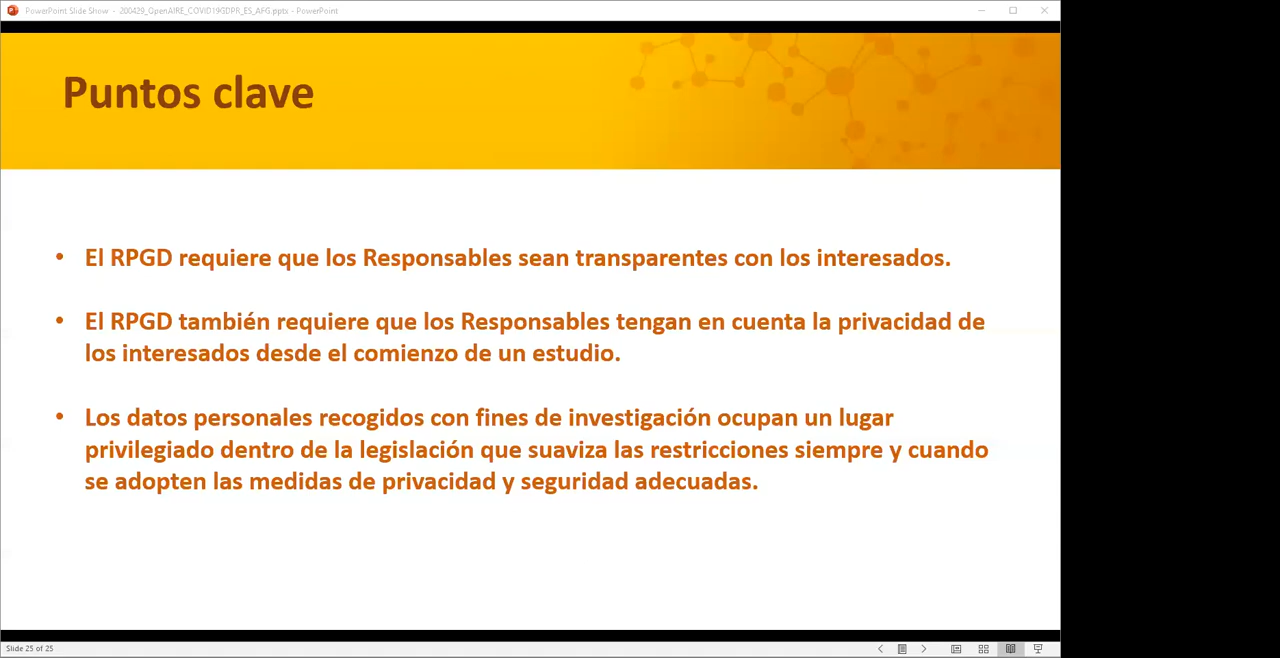 PowerPoint Slide Show - 200429_OpenAIRE_COVID19GDPR_ES_AFG.pptx - PowerPoint
Puntos clave
• El RPGD requiere que los Responsables sean transparentes con los interesados.
• El RPGD también requiere que los Responsables tengan en cuenta la privacidad de
los interesados desde el comienzo de un estudio.
• Los datos personales recogidos con fines de investigación ocupan un lugar
privilegiado dentro de la legislación que suaviza las restricciones siempre y cuando
se adopten las medidas de privacidad y seguridad adecuadas.
Slide 25 of 25